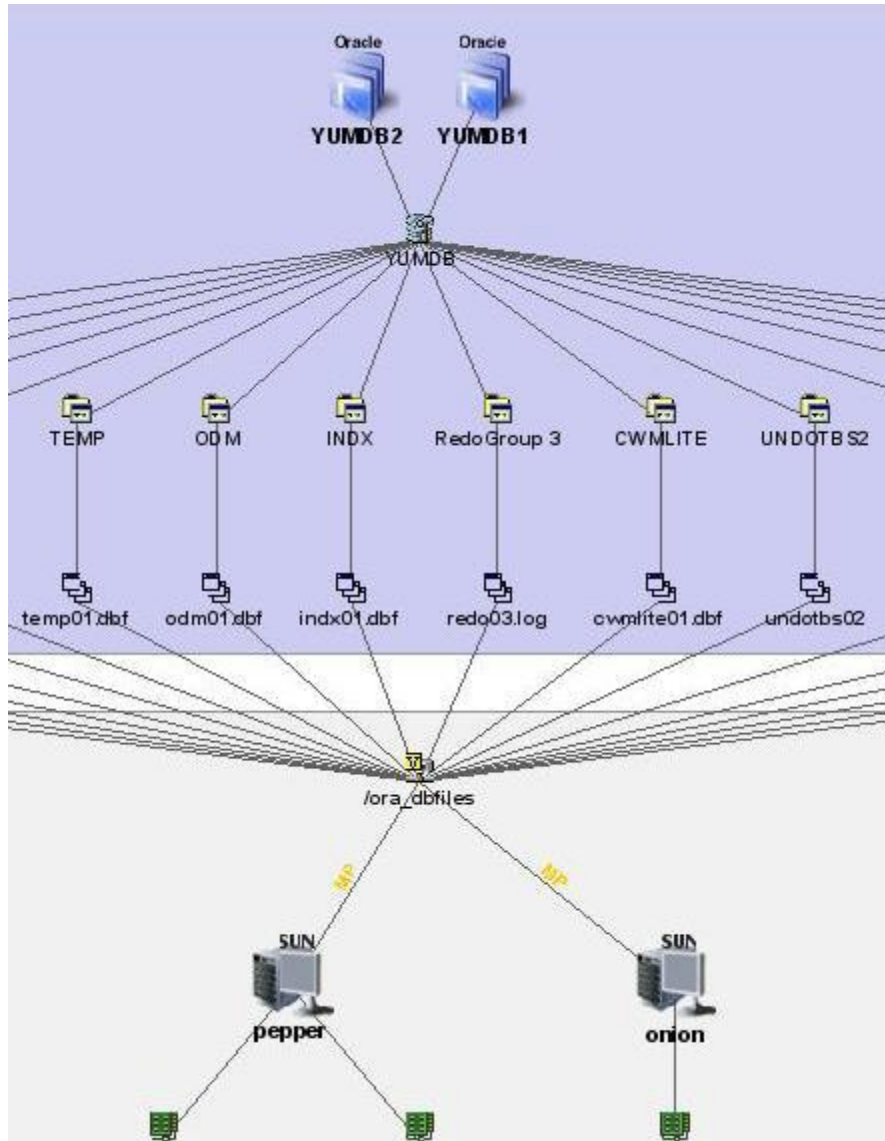 Oracle Oracle
YUMDB2 YUMDB1
YUMDB
TEMP ODM INDX RedoGroup 3 CWMLITE UNDOTBS2
temp01.dbf odm01.dbf indx01.dbf redo03.log cwmlite01.dbf undotbs02
/ora_dbfiles
MP MP
SUN SUN
pepper onion